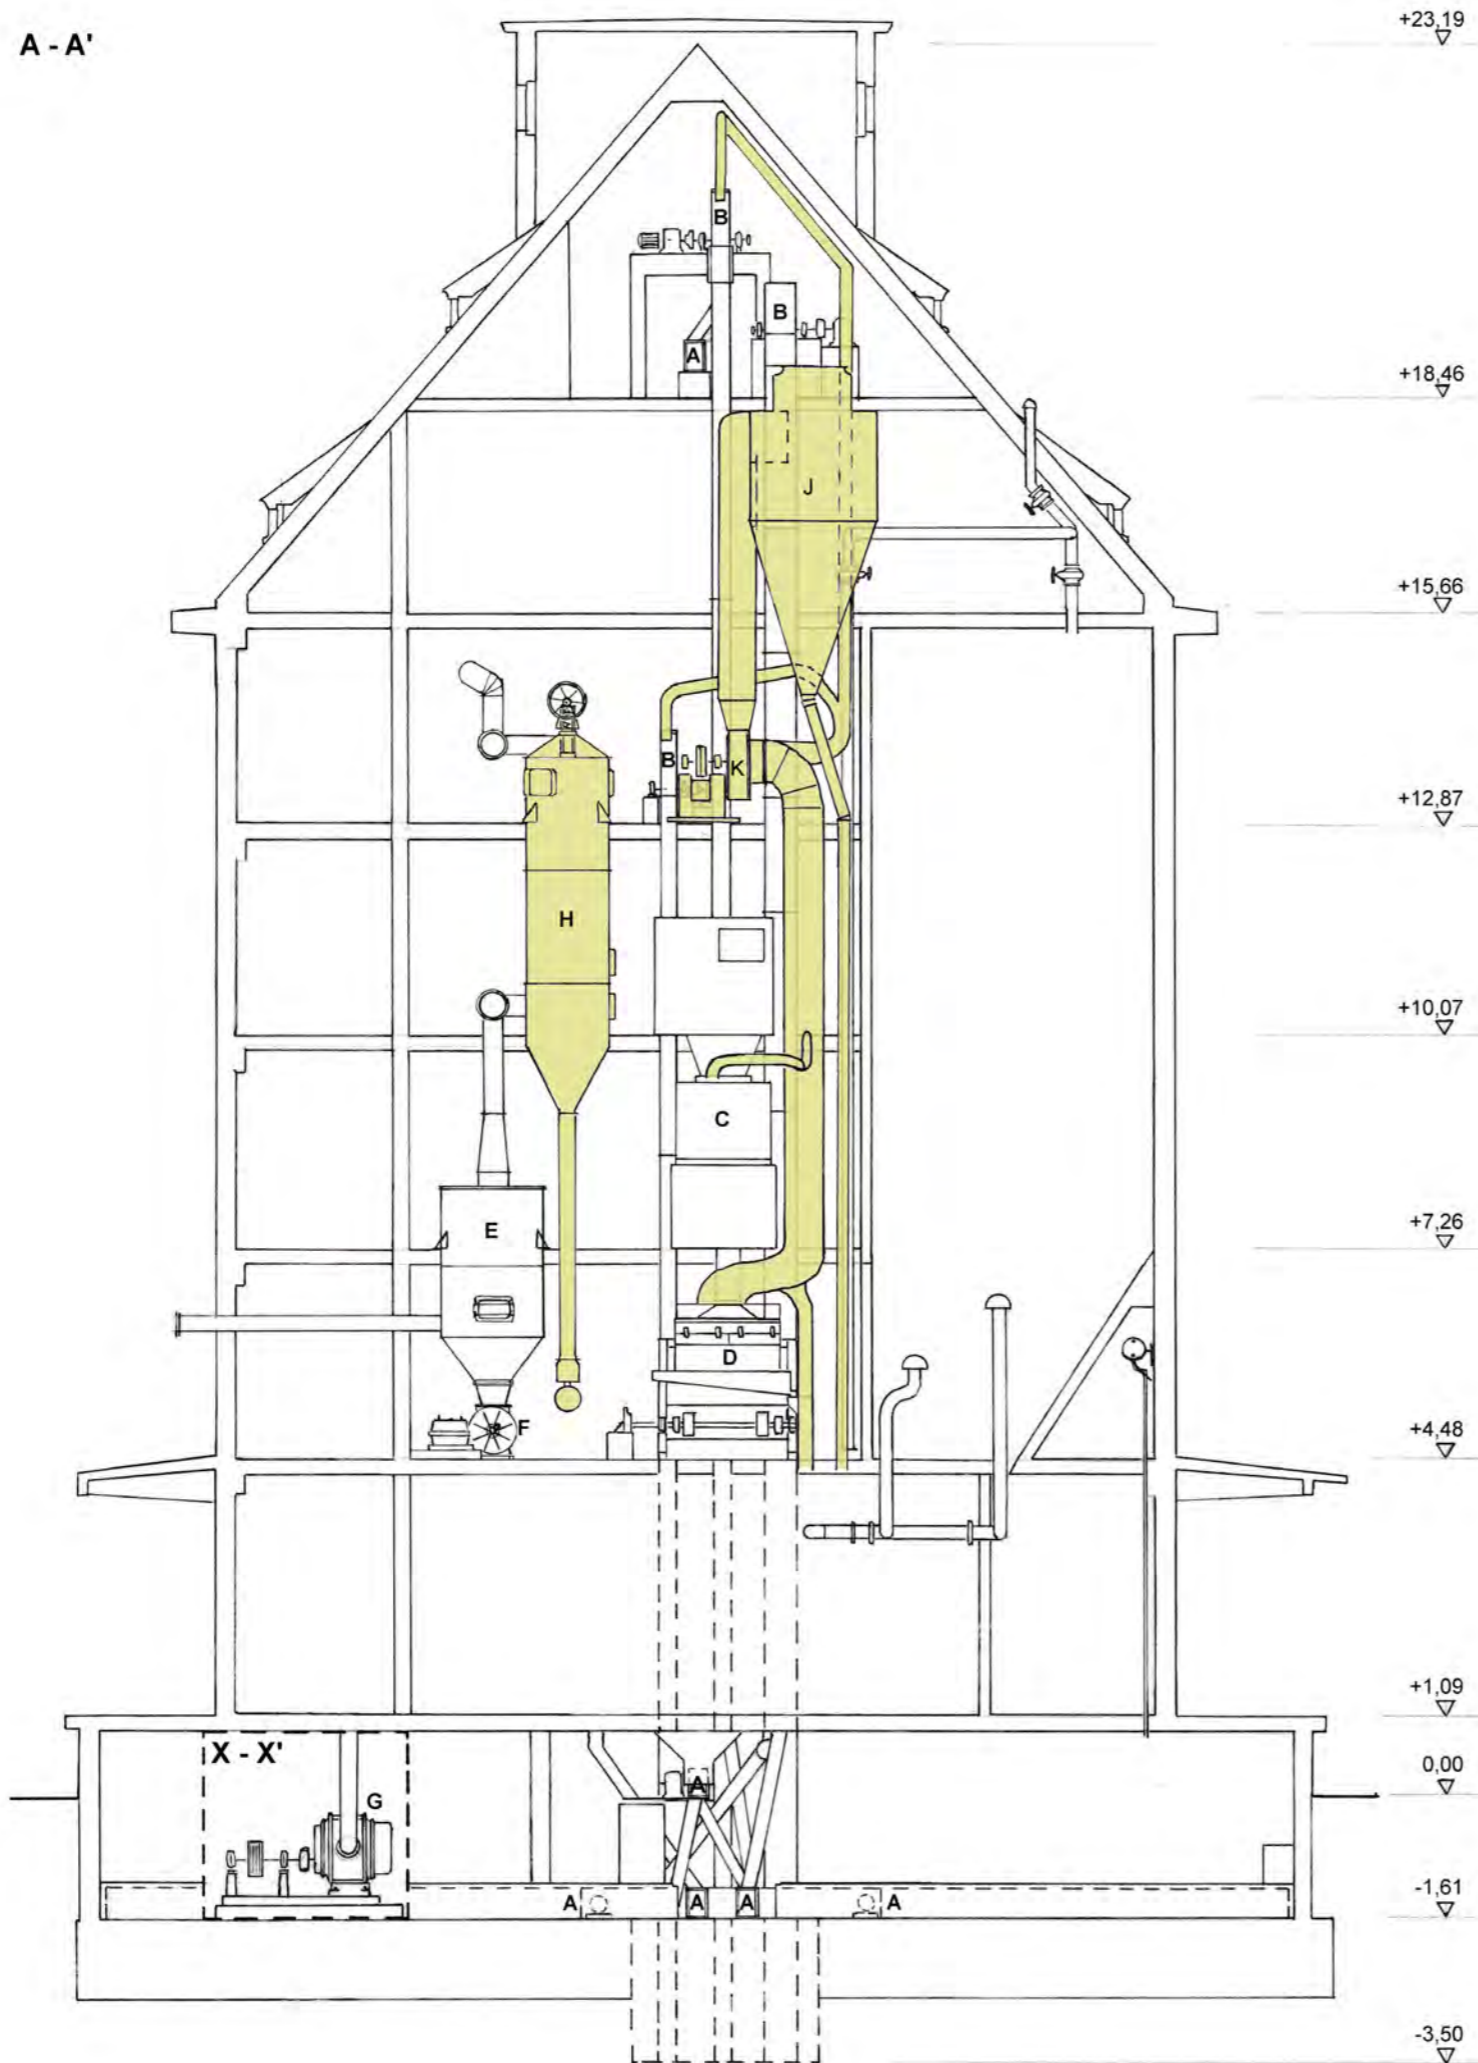 +23,19
A - A'
B
B
A
+18,46
J
+15,66
B
K
+12,87
H
+10,07
C
E
+7,26
D
F
+4,48
+1,09
X - X'
A
0,00
G
A
A
A
A
-1,61
-3,50